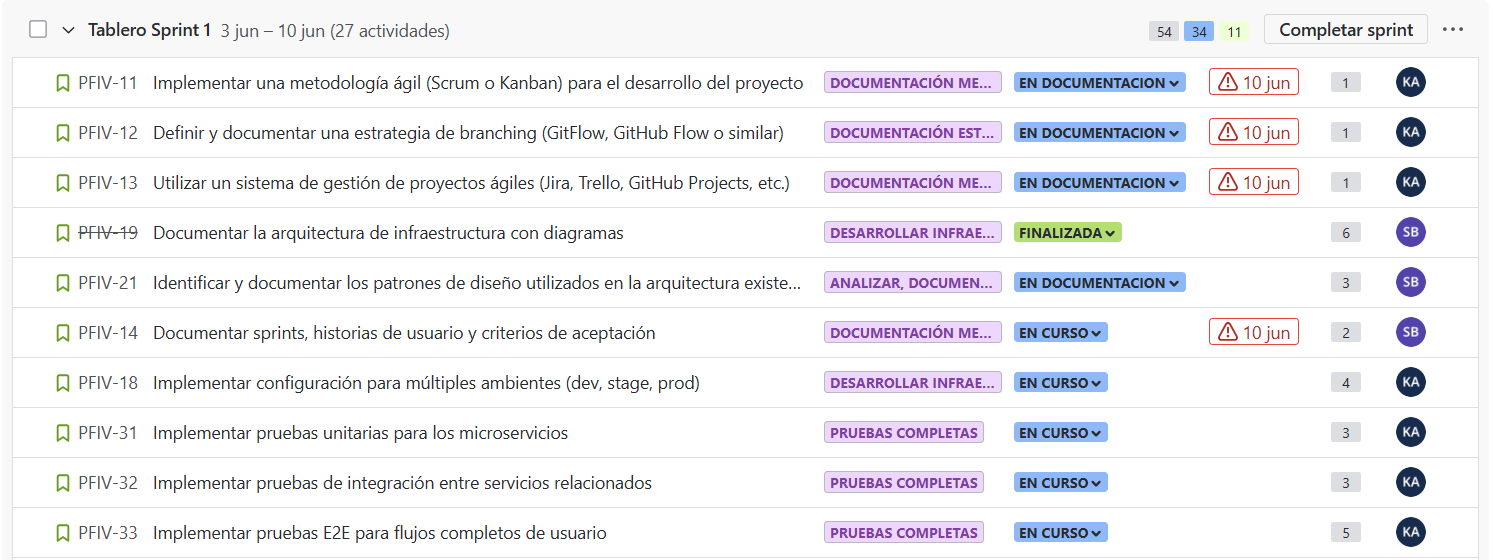 Tablero Sprint 1 3 jun – 10 jun (27 actividades) 54 34 11 Completar sprint
PFIV-11 Implementar una metodología ágil (Scrum o Kanban) para el desarrollo del proyecto DOCUMENTACIÓN ME... EN DOCUMENTACION 10 jun 1 KA
PFIV-12 Definir y documentar una estrategia de branching (GitFlow, GitHub Flow o similar) DOCUMENTACIÓN EST... EN DOCUMENTACION 10 jun 1 KA
PFIV-13 Utilizar un sistema de gestión de proyectos ágiles (Jira, Trello, GitHub Projects, etc.) DOCUMENTACIÓN ME... EN DOCUMENTACION 10 jun 1 KA
PFIV-19 Documentar la arquitectura de infraestructura con diagramas DESARROLLAR INFRAE... FINALIZADA 6 SB
PFIV-21 Identificar y documentar los patrones de diseño utilizados en la arquitectura existe... ANALIZAR, DOCUMEN... EN DOCUMENTACION 3 SB
PFIV-14 Documentar sprints, historias de usuario y criterios de aceptación DOCUMENTACIÓN ME... EN CURSO 10 jun 2 SB
PFIV-18 Implementar configuración para múltiples ambientes (dev, stage, prod) DESARROLLAR INFRAE... EN CURSO 4 KA
PFIV-31 Implementar pruebas unitarias para los microservicios PRUEBAS COMPLETAS EN CURSO 3 KA
PFIV-32 Implementar pruebas de integración entre servicios relacionados PRUEBAS COMPLETAS EN CURSO 3 KA
PFIV-33 Implementar pruebas E2E para flujos completos de usuario PRUEBAS COMPLETAS EN CURSO 5 KA